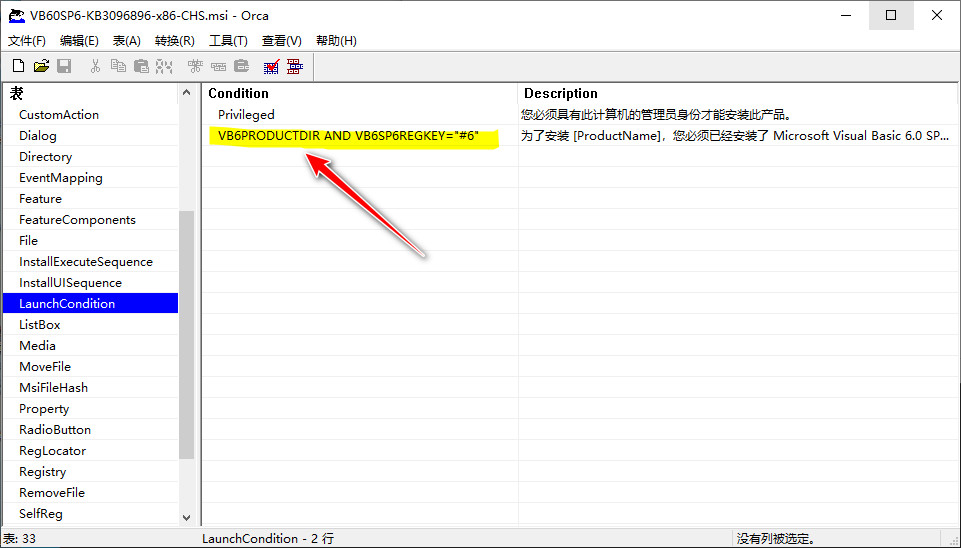 VB60SP6-KB3096896-x86-CHS.msi - Orca
文件(F) 编辑(E) 表(A) 转换(R) 工具(T) 查看(V) 帮助(H)
表
CustomAction
Dialog
Directory
EventMapping
Feature
FeatureComponents
File
InstallExecuteSequence
InstallUISequence
LaunchCondition
ListBox
Media
MoveFile
MsiFileHash
Property
RadioButton
RegLocator
Registry
RemoveFile
SelfReg
Condition Description
Privileged 您必须具有此计算机的管理员身份才能安装此产品。
VB6PRODUCTDIR AND VB6SP6REGKEY="#6" 为了安装 [ProductName]，您必须已经安装了 Microsoft Visual Basic 6.0 SP...
表: 33 LaunchCondition - 2 行 没有列被选定。